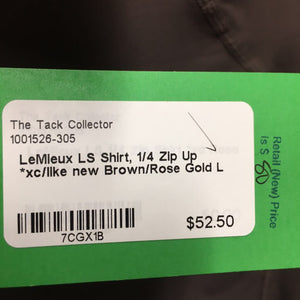 The Tack Collector
1001526-305
LeMieux LS Shirt, 1/4 Zip Up
*xc/like new Brown/Rose Gold L
$52.50
7CGX1B
Retail (New) Price
is $ 80